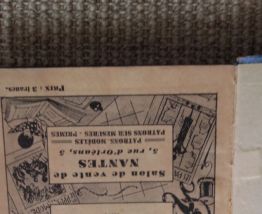 Salon de vente de
NANTES
5, rue d'Orléans, 5
PATRONS MODÈLES
PATRONS SUR MESURES - PRIMES
Prix : 3 francs.